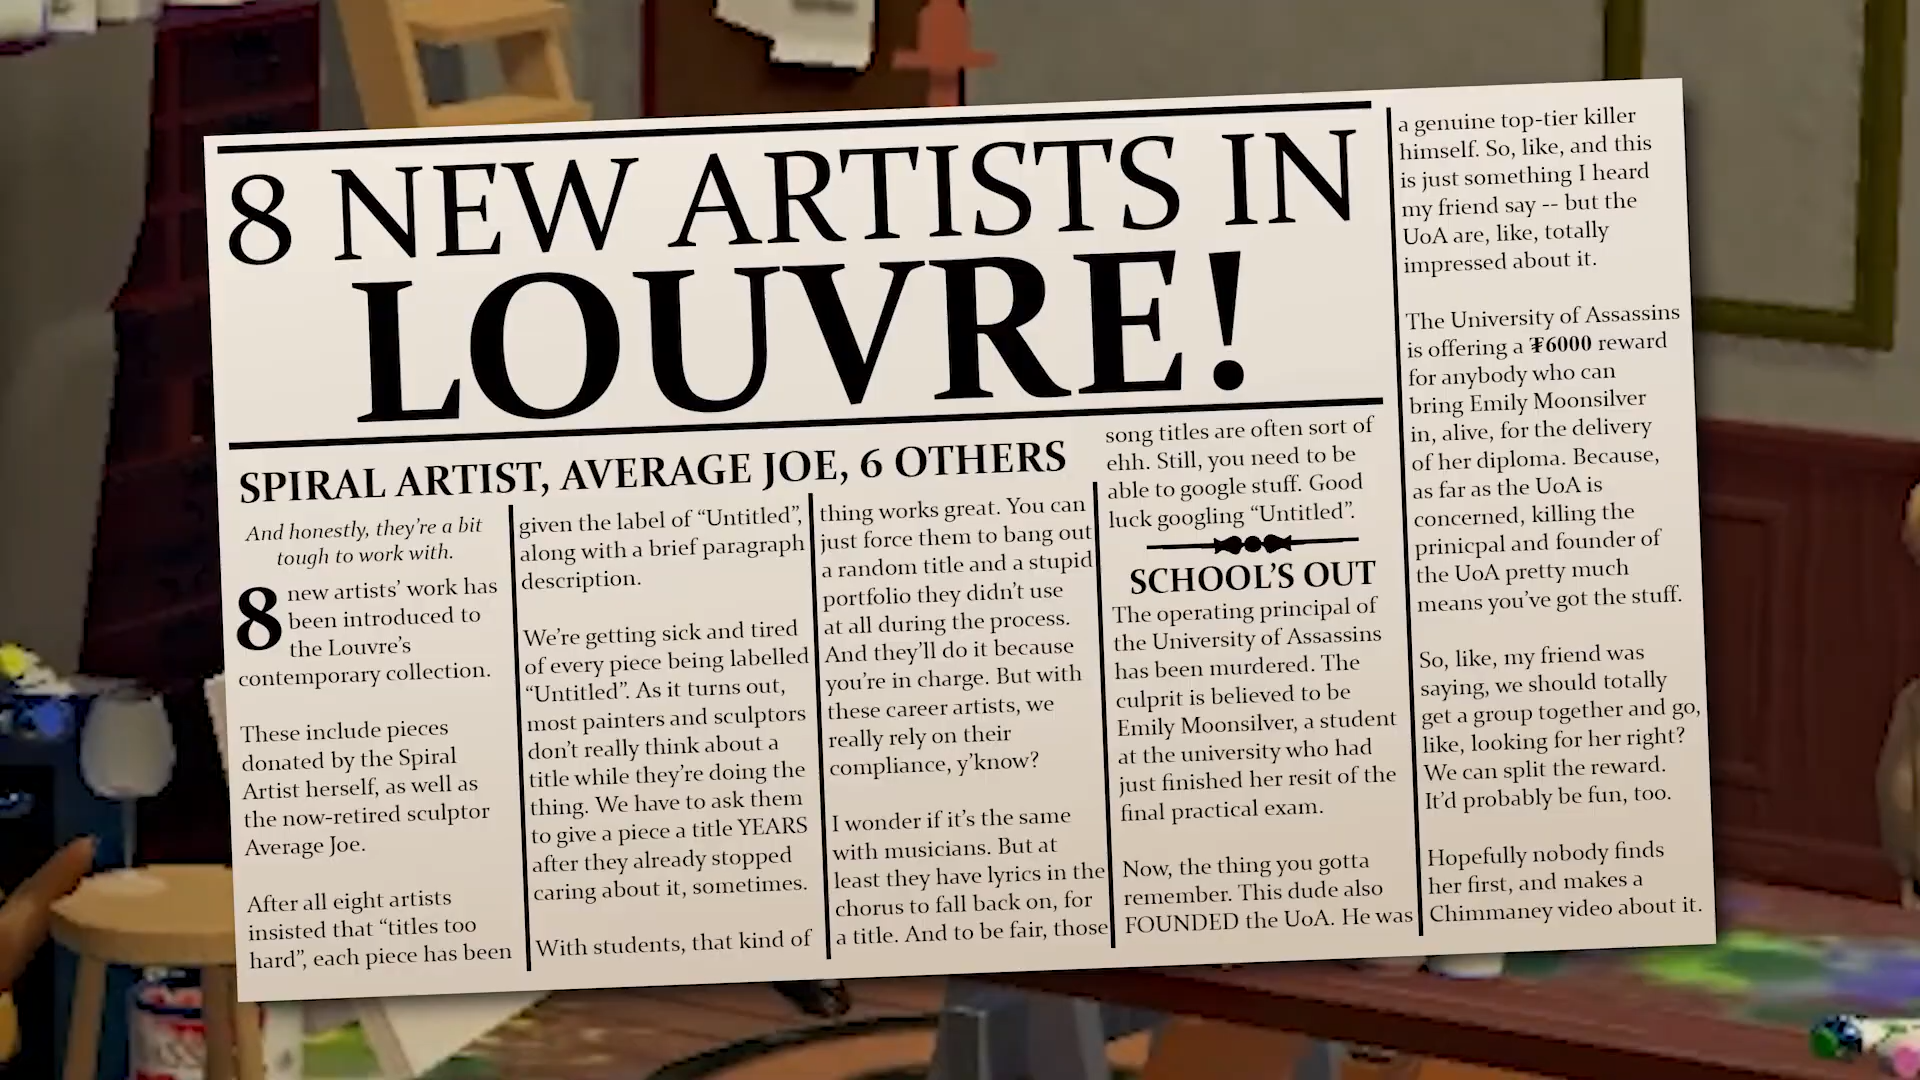 8 NEW ARTISTS IN
LOUVRE!
SPIRAL ARTIST, AVERAGE JOE, 6 OTHERS
And honestly, they're a bit
tough to work with.
8 new artists' work has
been introduced to
the Louvre's
contemporary collection.
These include pieces
donated by the Spiral
Artist herself, as well as
the now-retired sculptor
Average Joe.
After all eight artists
insisted that “titles too
hard”, each piece has been
given the label of “Untitled”,
along with a brief paragraph
description.
We're getting sick and tired
of every piece being labelled
“Untitled”. As it turns out,
most painters and sculptors
don't really think about a
title while they're doing the
thing. We have to ask them
to give a piece a title YEARS
after they already stopped
caring about it, sometimes.
With students, that kind of
thing works great. You can
just force them to bang out
a random title and a stupid
portfolio they didn't use
at all during the process.
And they'll do it because
you're in charge. But with
these career artists, we
really rely on their
compliance, y'know?
I wonder if it's the same
with musicians. But at
least they have lyrics in the
chorus to fall back on, for
a title. And to be fair, those
song titles are often sort of
ehh. Still, you need to be
able to google stuff. Good
luck googling “Untitled”.
SCHOOL'S OUT
The operating principal of
the University of Assassins
has been murdered. The
culprit is believed to be
Emily Moonsilver, a student
at the university who had
just finished her resit of the
final practical exam.
Now, the thing you gotta
remember. This dude also
FOUNDED the UoA. He was
a genuine top-tier killer
himself. So, like, and this
is just something I heard
my friend say -- but the
UoA are, like, totally
impressed about it.
The University of Assassins
is offering a ₮6000 reward
for anybody who can
bring Emily Moonsilver
in, alive, for the delivery
of her diploma. Because,
as far as the UoA is
concerned, killing the
prinicpal and founder of
the UoA pretty much
means you've got the stuff.
So, like, my friend was
saying, we should totally
get a group together and go,
like, looking for her right?
We can split the reward.
It'd probably be fun, too.
Hopefully nobody finds
her first, and makes a
Chimmaney video about it.